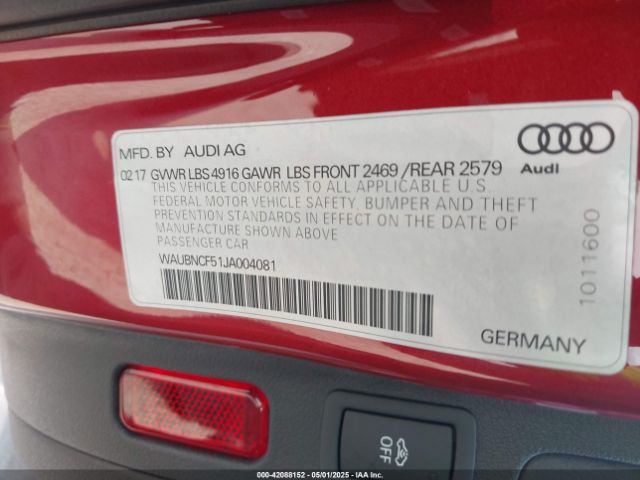 MFD. BY AUDI AG
02 17 GVWR LBS 4916 GAWR LBS FRONT 2469 / REAR 2579
THIS VEHICLE CONFORMS TO ALL APPLICABLE U.S.
FEDERAL MOTOR VEHICLE SAFETY, BUMPER AND THEFT
PREVENTION STANDARDS IN EFFECT ON THE DATE OF
MANUFACTURE SHOWN ABOVE
PASSENGER CAR
WAUBNCF51JA004081
Audi
1011600
GERMANY
OFF
000-42088152 - 05/01/2025 - IAAI.com